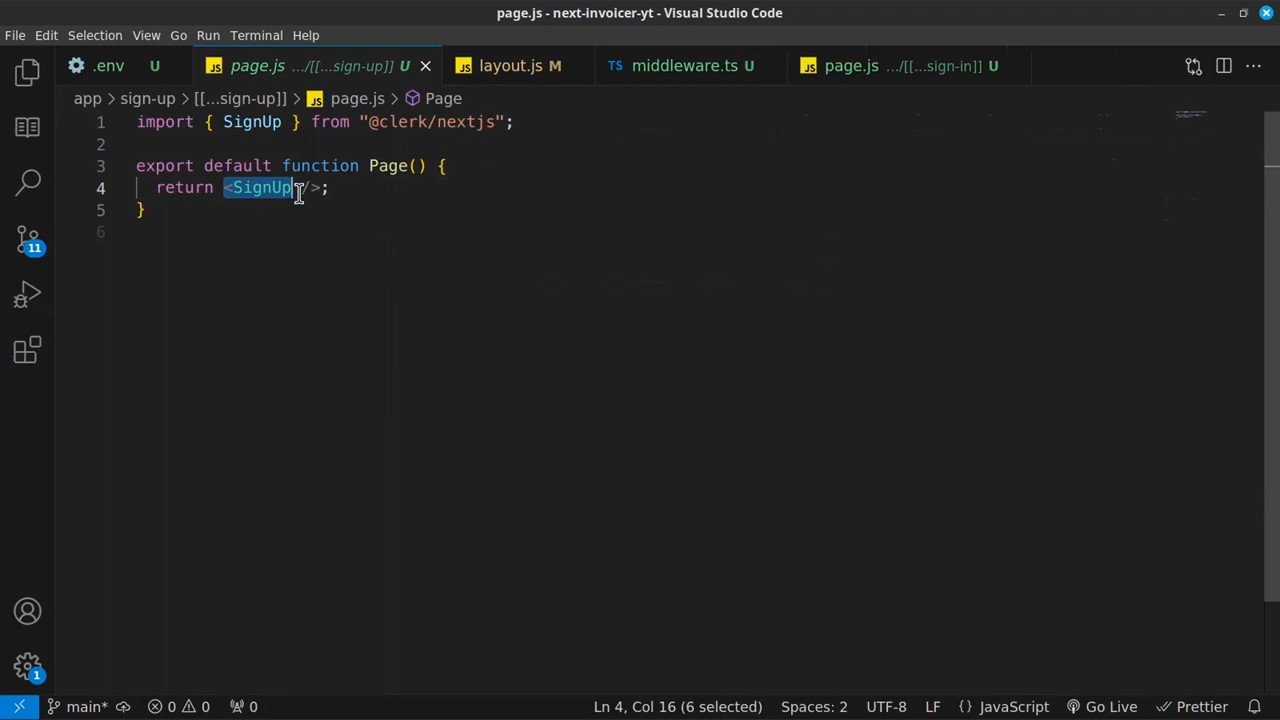 page.js - next-invoicer-yt - Visual Studio Code
File Edit Selection View Go Run Terminal Help
.env U page.js .../[[...sign-up]] U layout.js M middleware.ts U page.js .../[[...sign-in]] U
app > sign-up > [[...sign-up]] > JS page.js > Page
1 import { SignUp } from "@clerk/nextjs";
2
3 export default function Page() {
4 return <SignUp />;
5 }
6
11
1
main* 0 0 0 Ln 4, Col 16 (6 selected) Spaces: 2 UTF-8 LF {} JavaScript Go Live Prettier